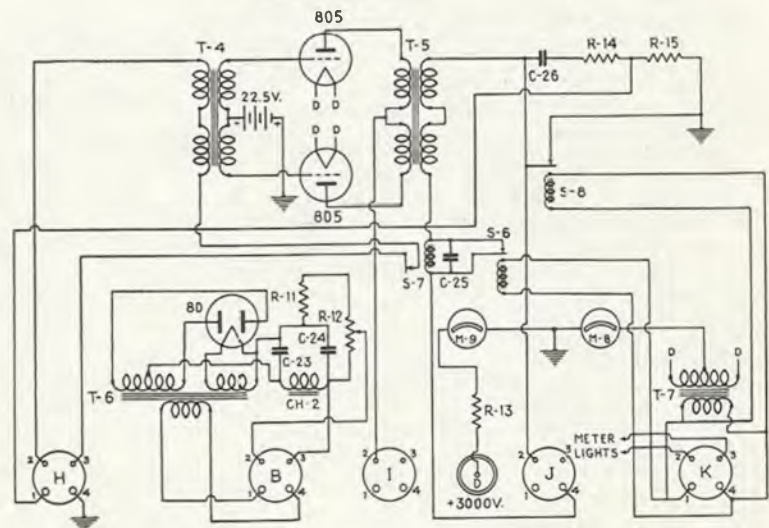 805
T-4
T-5
C-26
R-14
R-15
22.5V.
D D
D D
805
S-8
S-6
S-7
C-25
80
R-11
R-12
C-24
C-23
M-9
M-8
D D
T-6
CH-2
T-7
R-13
METER
LIGHTS
2 3
H
1 4
2 3
B
1 4
2 3
I
1 4
D
+3000V.
2 3
J
1 4
2 3
K
1 4